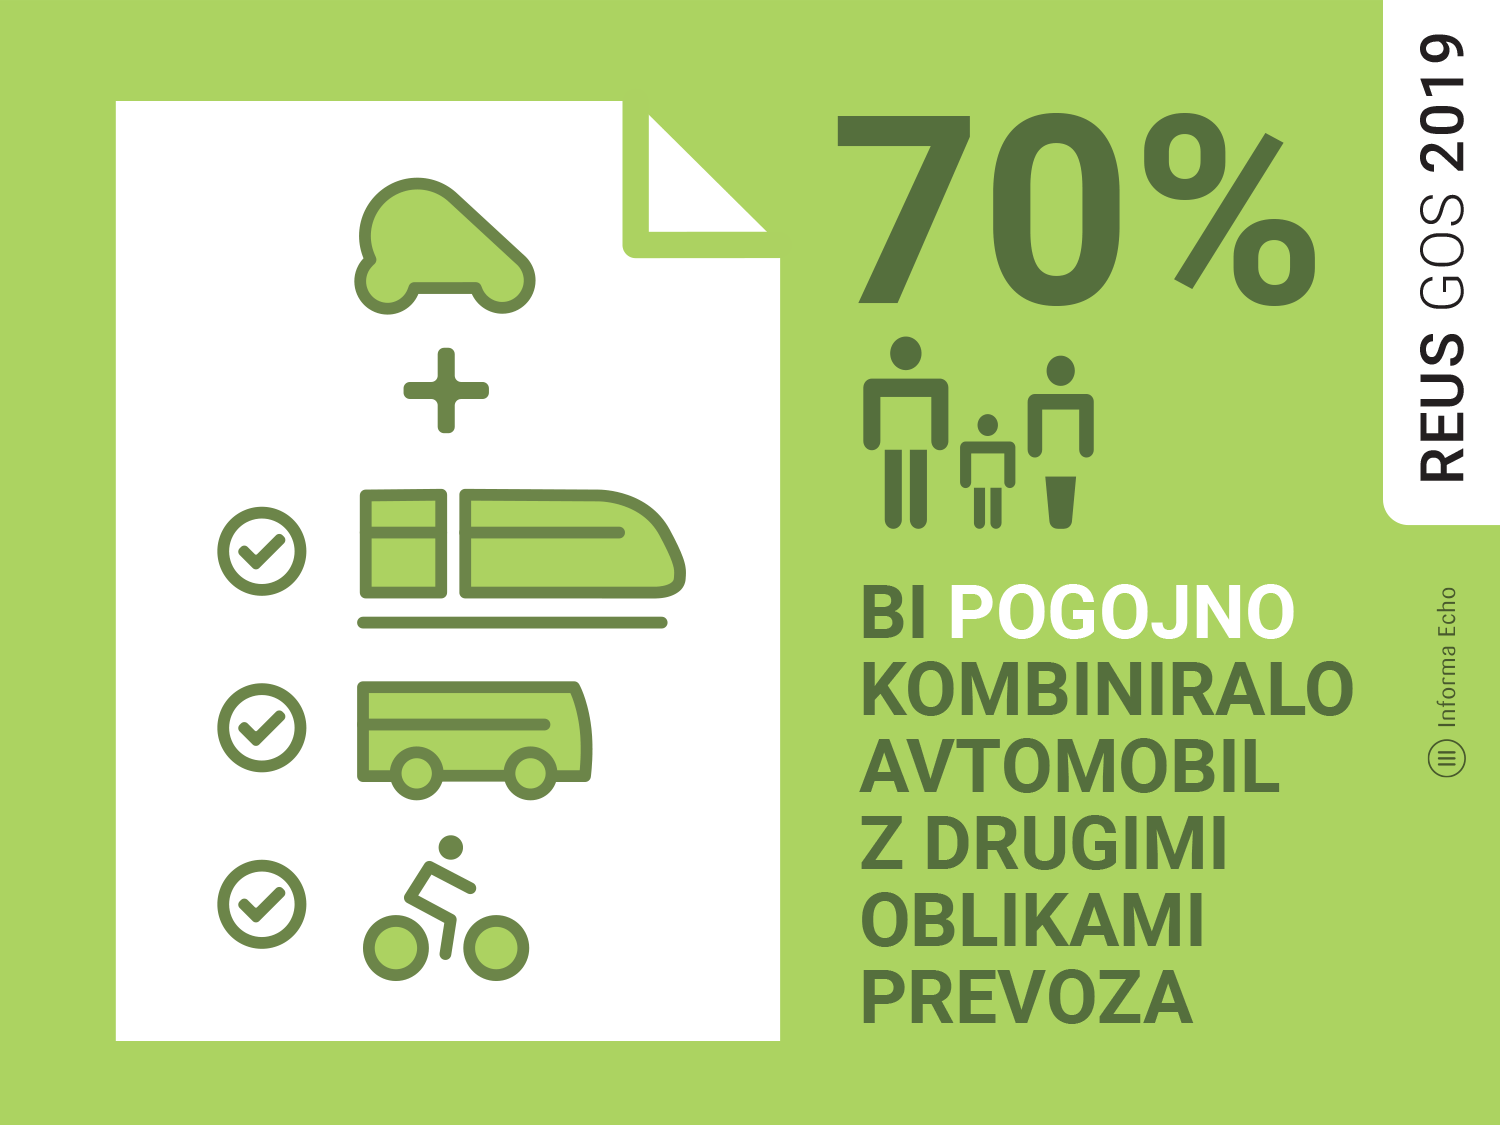 70%
BI POGOJNO
KOMBINIRALO
AVTOMOBIL
Z DRUGIMI
OBLIKAMI
PREVOZA
REUS GOS 2019
Informa Echo